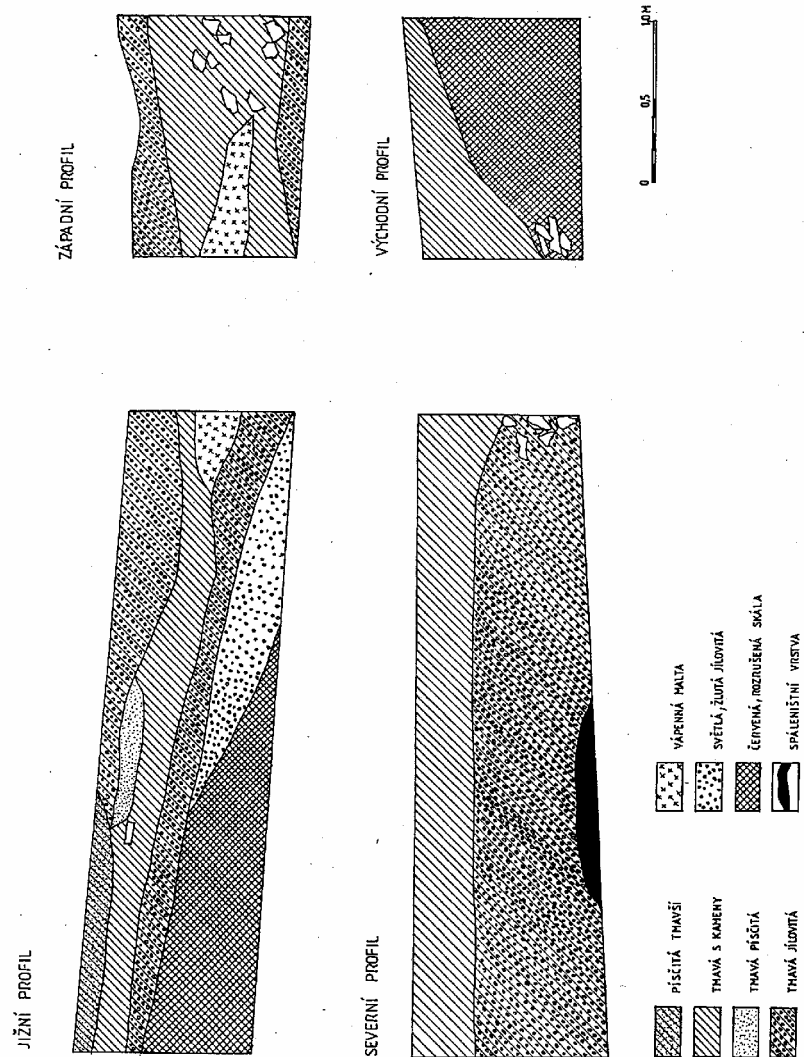 JIŽNÍ PROFIL
ZÁPADNÍ PROFIL
SEVERNÍ PROFIL
VÝCHODNÍ PROFIL
0
0,5
1,0 M
PÍSČITÁ TMAVŠÍ
TMAVÁ S KAMENY
TMAVÁ PÍSČITÁ
TMAVÁ JÍLOVITÁ
VÁPENNÁ MALTA
SVĚTLÁ, ŽLUTÁ JÍLOVITÁ
ČERVENÁ, ROZRUŠENÁ SKÁLA
SPÁLENIŠTNÍ VRSTVA